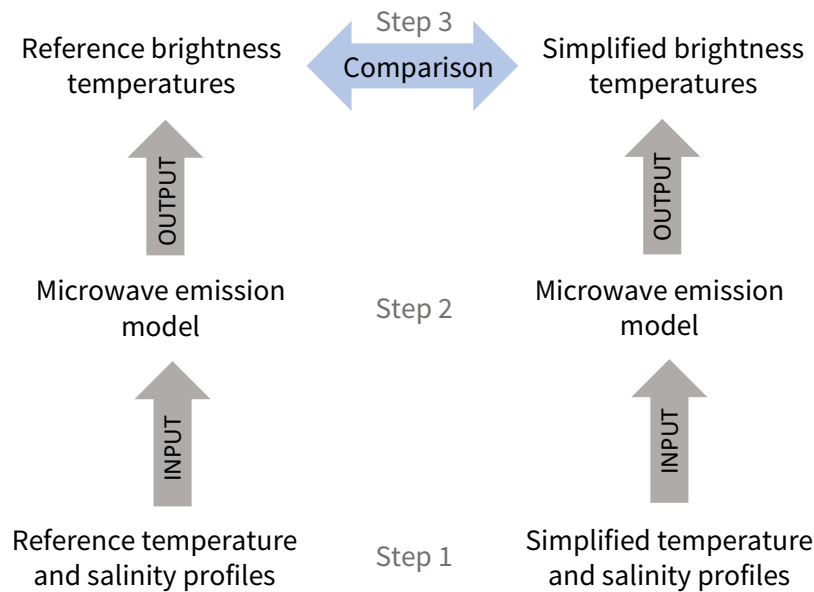 Step 3
Reference brightness
temperatures
Comparison
Simplified brightness
temperatures
OUTPUT
OUTPUT
Microwave emission
model
Step 2
Microwave emission
model
INPUT
INPUT
Reference temperature
and salinity profiles
Step 1
Simplified temperature
and salinity profiles